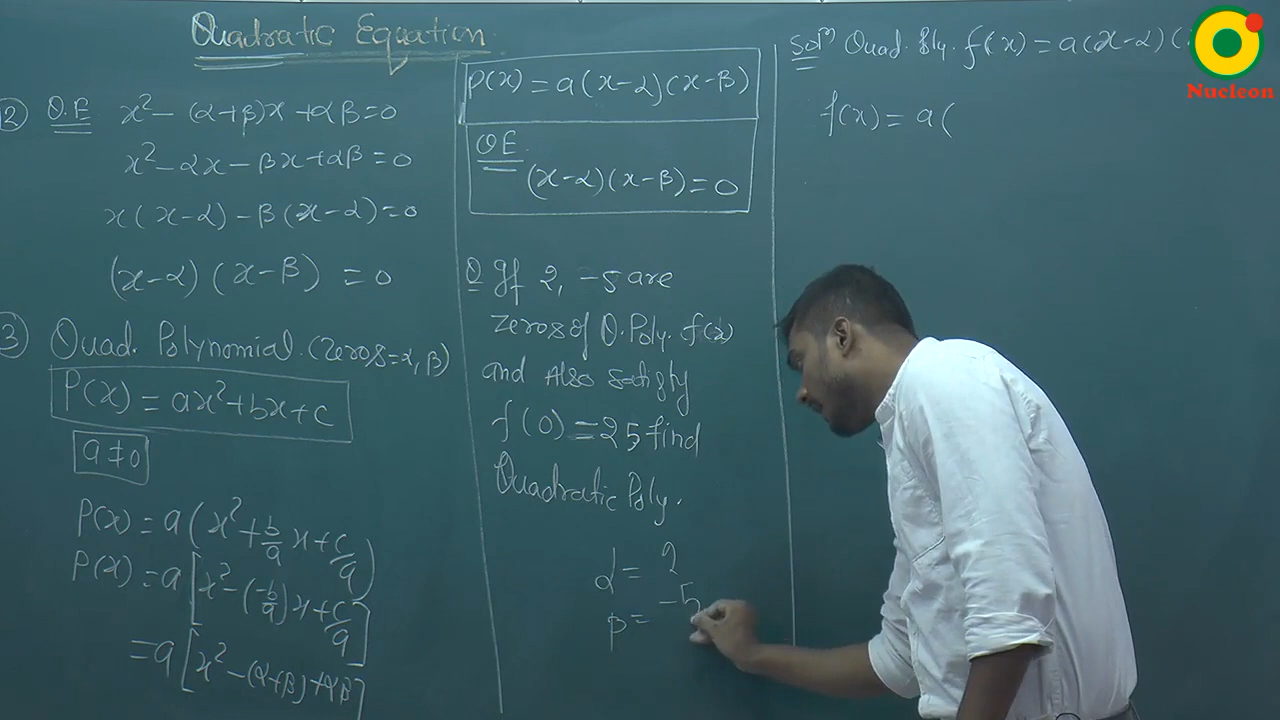 Quadratic Equation
② Q.E x² - (α+β)x + αβ = 0
x² - αx - βx + αβ = 0
x(x-α) - β(x-α) = 0
(x-α) (x-β) = 0
③ Quad. Polynomial. (Zeros = α, β)
P(x) = ax² + bx + c
a ≠ 0
P(x) = a(x² + b/a x + c/a)
P(x) = a[x² - (-b/a)x + c/a]
= a[x² - (α+β) + αβ]
P(x) = a(x-α)(x-β)
QE.
(x-α)(x-β) = 0
Q If 2, -5 are
Zeros of Q. Poly. f(x)
and Also satisfy
f(0) = 25 find
Quadratic Poly.
α = 2
β = -5
Solⁿ Quad. Ply. f(x) = a(x-α)(
f(x) = a(
Nucleon